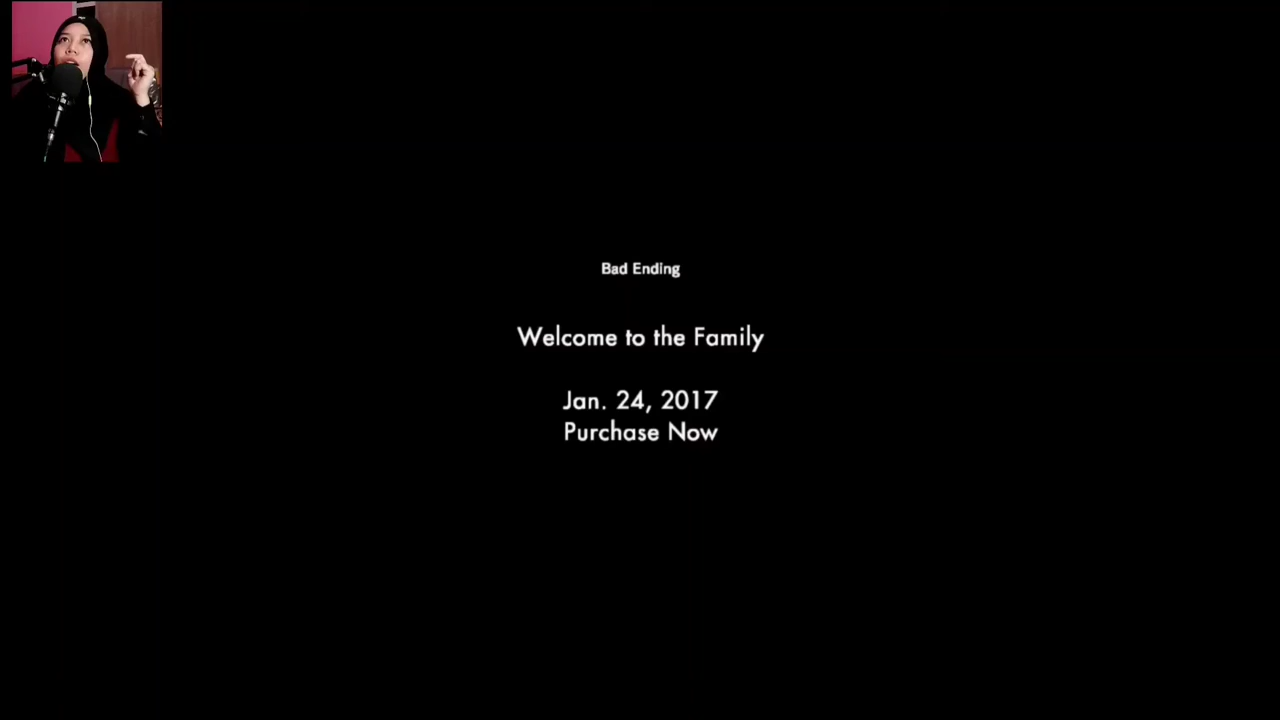 Bad Ending
Welcome to the Family
Jan. 24, 2017
Purchase Now